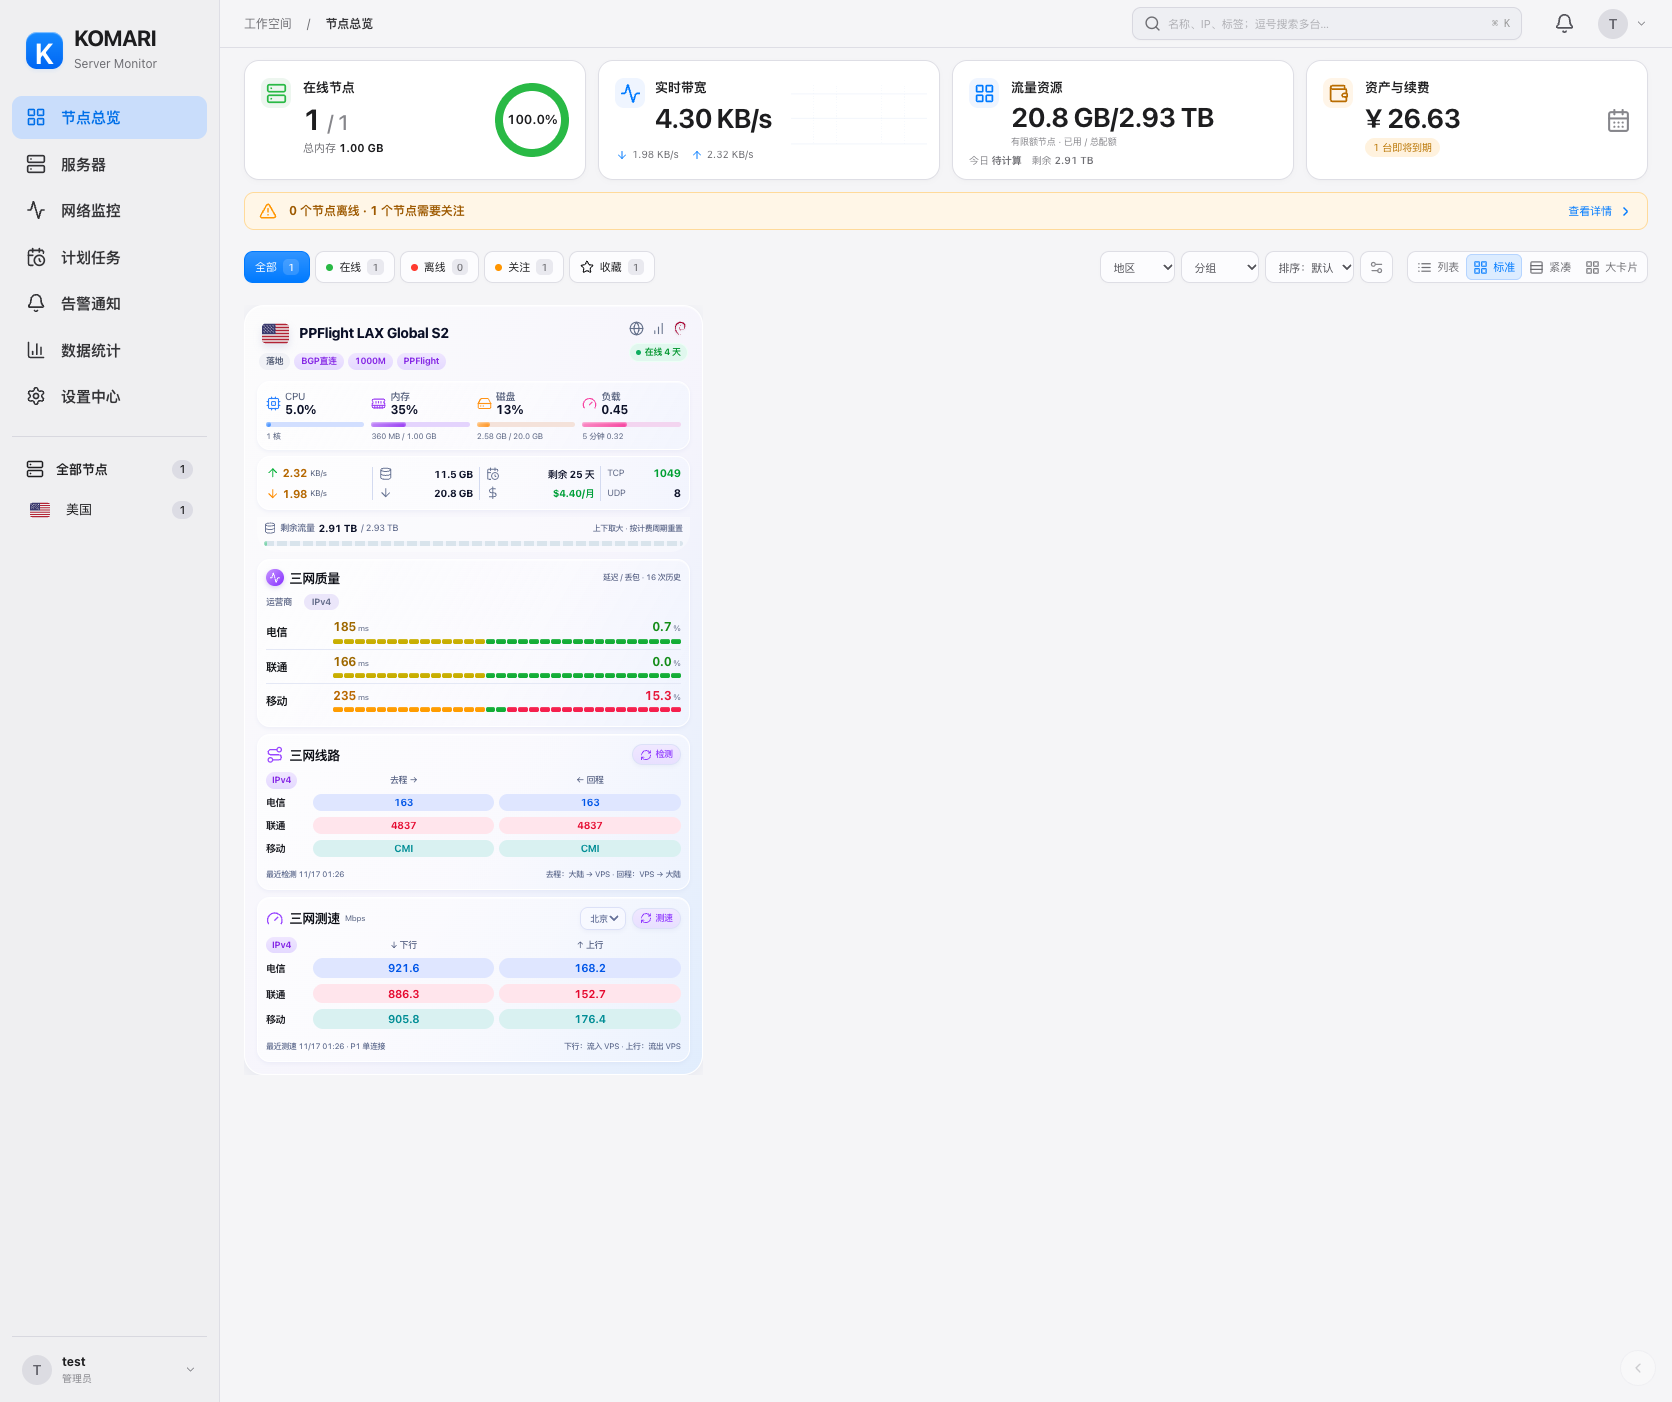 KOMARI
Server Monitor
节点总览
服务器
网络监控
计划任务
告警通知
数据统计
设置中心
全部节点 1
美国 1
T test
管理员
工作空间 / 节点总览
名称、IP、标签；逗号搜索多台... ⌘ K
T
在线节点
1 / 1
总内存 1.00 GB
100.0%
实时带宽
4.30 KB/s
1.98 KB/s 2.32 KB/s
流量资源
20.8 GB/2.93 TB
有限额节点 · 已用 / 总配额
今日 待计算 剩余 2.91 TB
资产与续费
¥ 26.63
1 台即将到期
0 个节点离线 · 1 个节点需要关注
查看详情
全部 1
在线 1
离线 0
关注 1
收藏 1
地区
分组
排序：默认
列表
标准
紧凑
大卡片
PPFlight LAX Global S2
在线 4 天
落地 BGP直连 1000M PPFlight
CPU 5.0%
1 核
内存 35%
360 MB / 1.00 GB
磁盘 13%
2.58 GB / 20.0 GB
负载 0.45
5 分钟 0.32
↑ 2.32 KB/s 11.5 GB 剩余 25 天 TCP 1049
↓ 1.98 KB/s ↓ 20.8 GB $ $4.40/月 UDP 8
剩余流量 2.91 TB / 2.93 TB 上下取大 · 按计费周期重置
三网质量 延迟 / 丢包 · 16 次历史
运营商 IPv4
电信 185 ms 0.7 %
联通 166 ms 0.0 %
移动 235 ms 15.3 %
三网线路 检测
IPv4 去程 → ← 回程
电信 163 163
联通 4837 4837
移动 CMI CMI
最近检测 11/17 01:26 去程：大陆 → VPS · 回程：VPS → 大陆
三网测速 Mbps 北京 测速
IPv4 ↓ 下行 ↑ 上行
电信 921.6 168.2
联通 886.3 152.7
移动 905.8 176.4
最近测速 11/17 01:26 · P1 单连接 下行：流入 VPS · 上行：流出 VPS